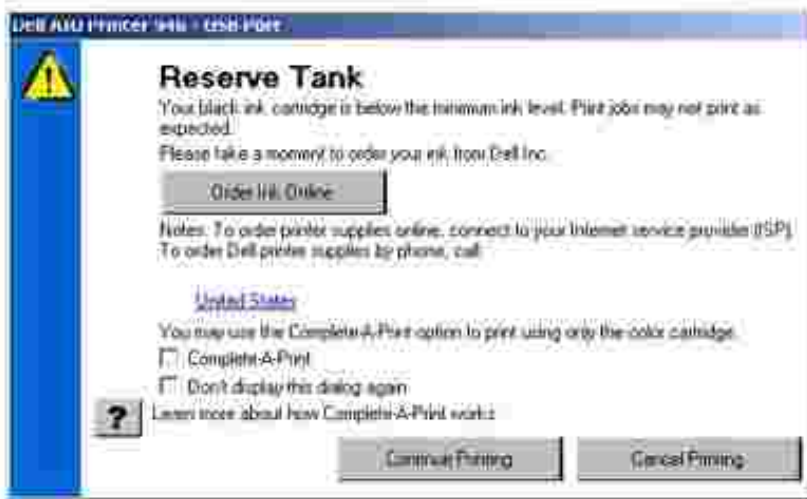 Dell AIO Printer 946 - USB Port
Reserve Tank
Your black ink cartridge is below the minimum ink level. Print jobs may not print as
expected.
Please take a moment to order your ink from Dell Inc.
Order Ink Online
Notes: To order printer supplies online, connect to your Internet service provider (ISP).
To order Dell printer supplies by phone, call:
United States
You may use the Complete-A-Print option to print using only the color cartridge.
Complete-A-Print
Don't display this dialog again
? Learn more about how Complete-A-Print works
Continue Printing
Cancel Printing